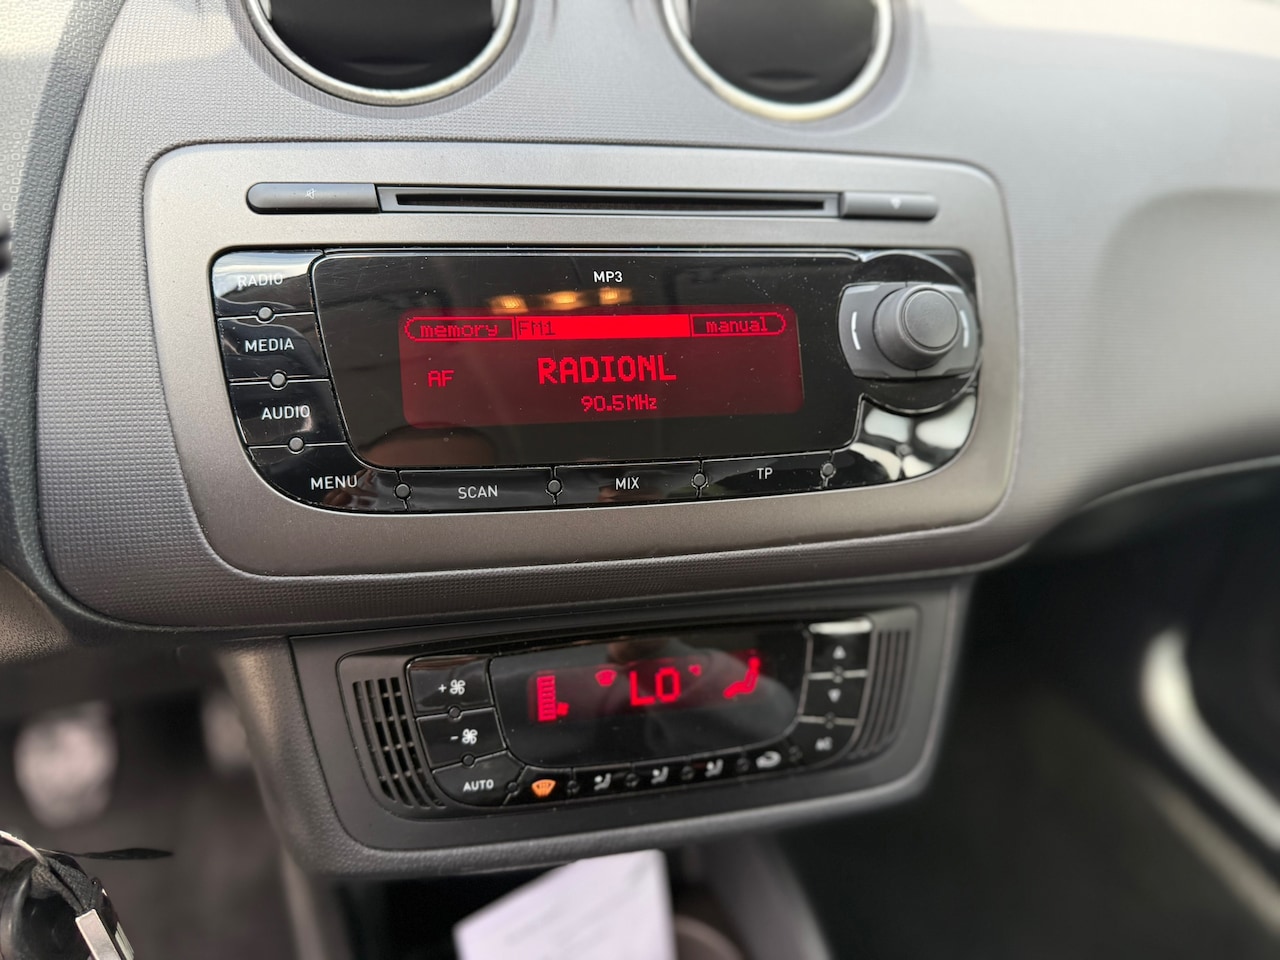 MP3
RADIO
memory FM1 manual
MEDIA
AF RADIONL
90.5MHz
AUDIO
MENU SCAN MIX TP
LO
+
-
AUTO